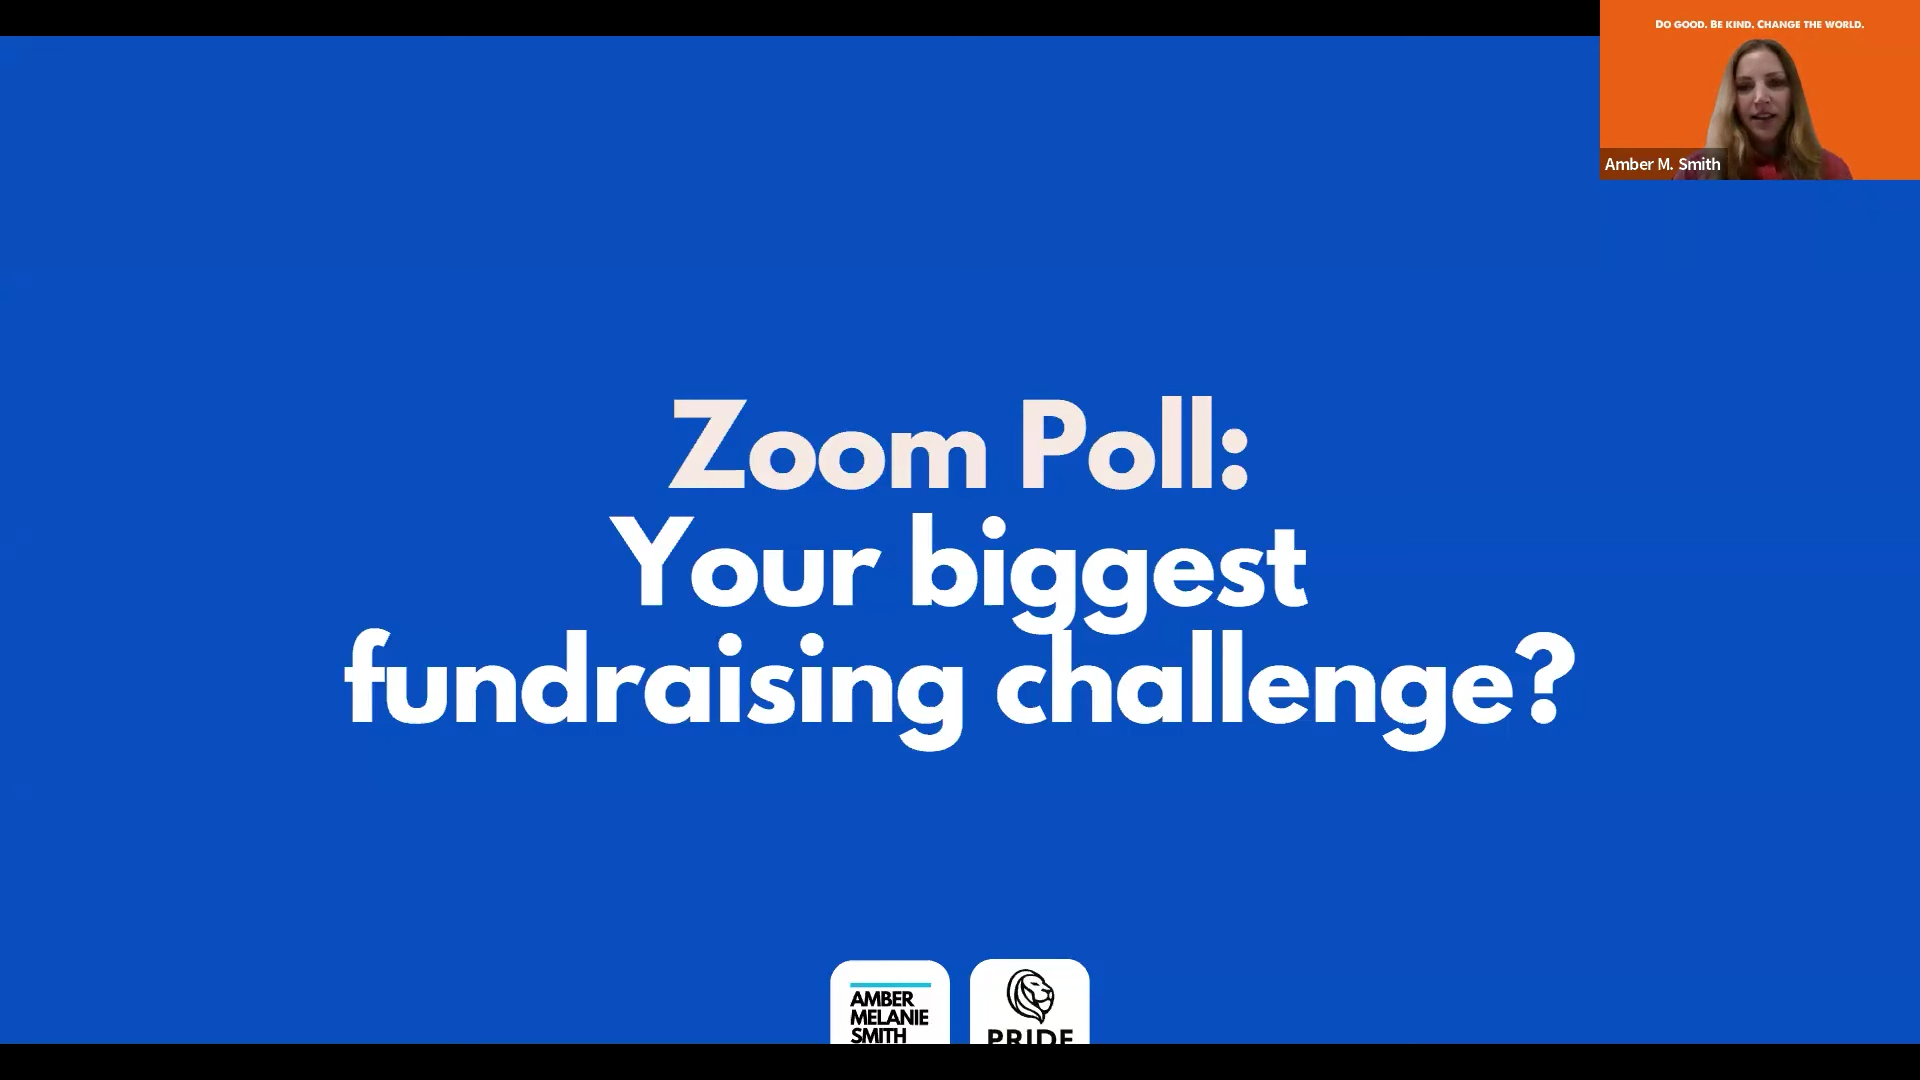 Do good. Be kind. Change the world.
Amber M. Smith
Zoom Poll:
Your biggest
fundraising challenge?
AMBER
MELANIE
SMITH
PRIDE